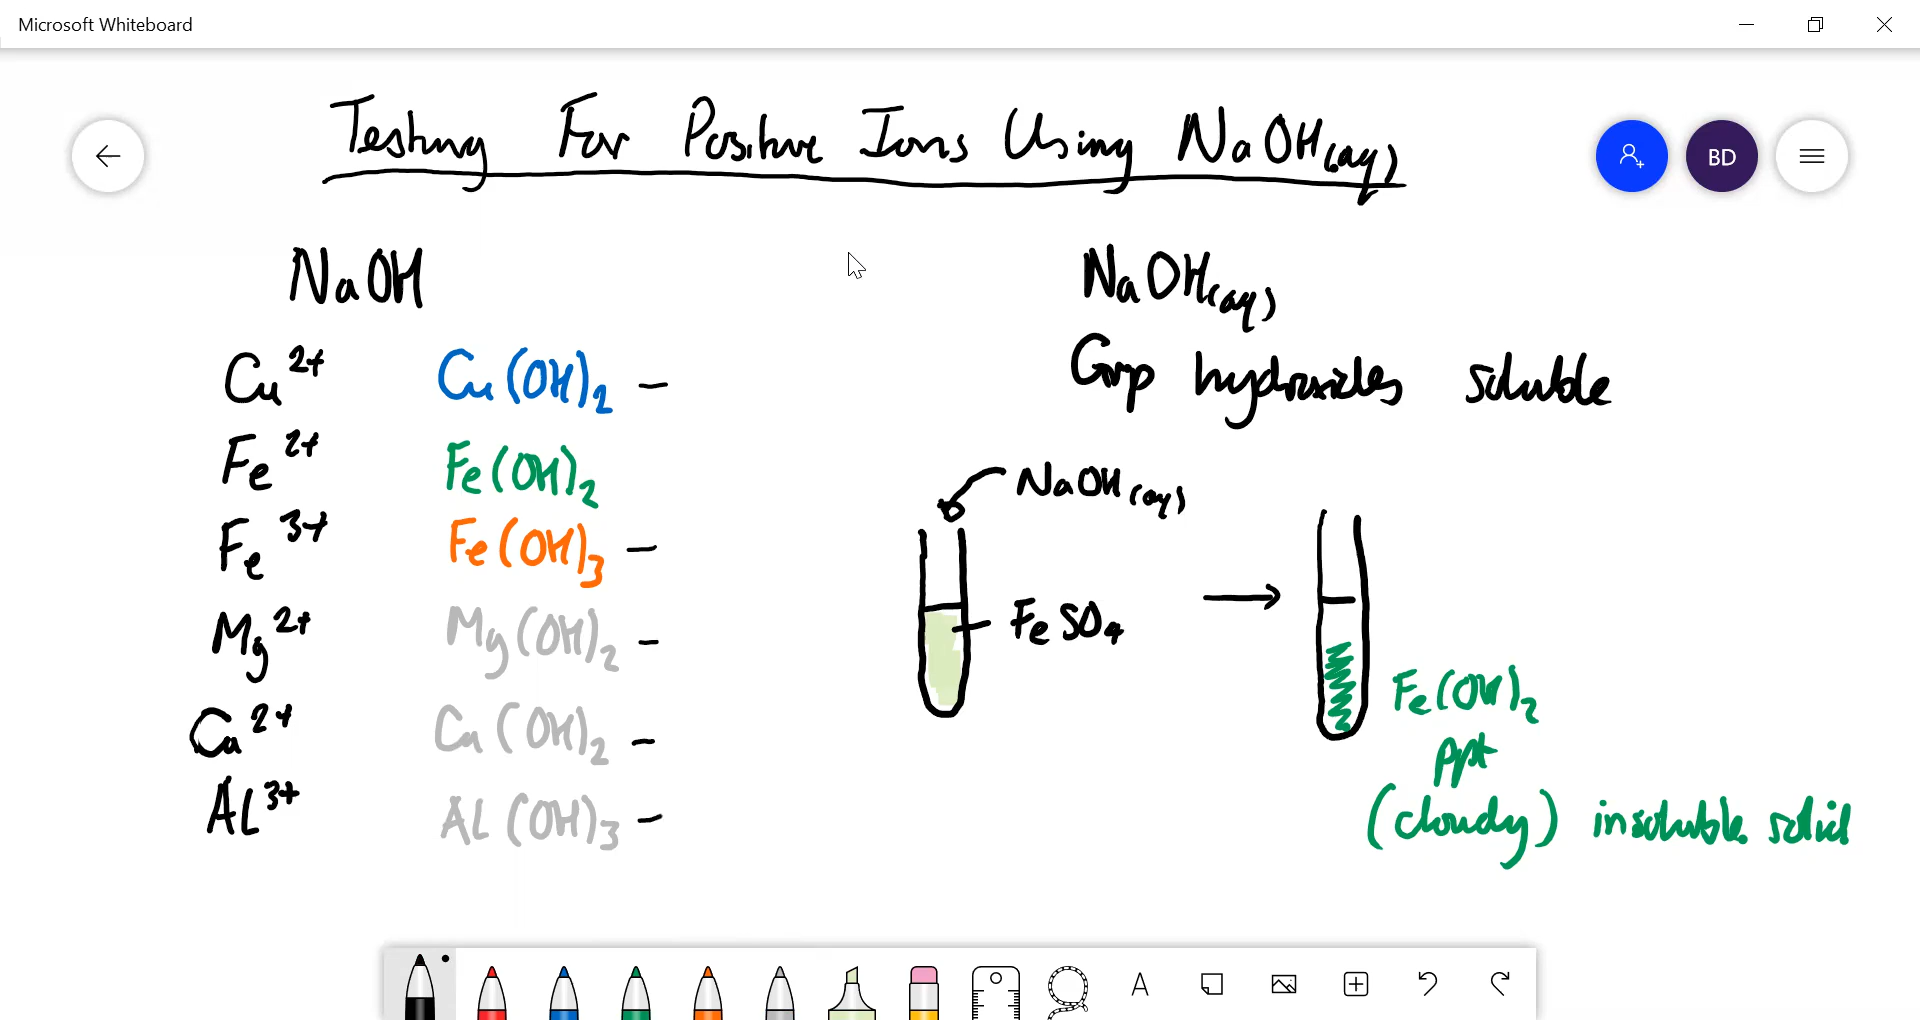 Microsoft Whiteboard
Testing For Positive Ions Using NaOH(aq)
BD
NaOH
Cu²⁺ Cu(OH)₂ –
Fe²⁺ Fe(OH)₂
Fe³⁺ Fe(OH)₃ –
Mg²⁺ Mg(OH)₂ –
Ca²⁺ Ca(OH)₂ –
Al³⁺ Al(OH)₃ –
NaOH(aq)
hydroxides soluble
NaOH(aq)
FeSO₄ →
Fe(OH)₂
ppt
(cloudy) insoluble solid
A